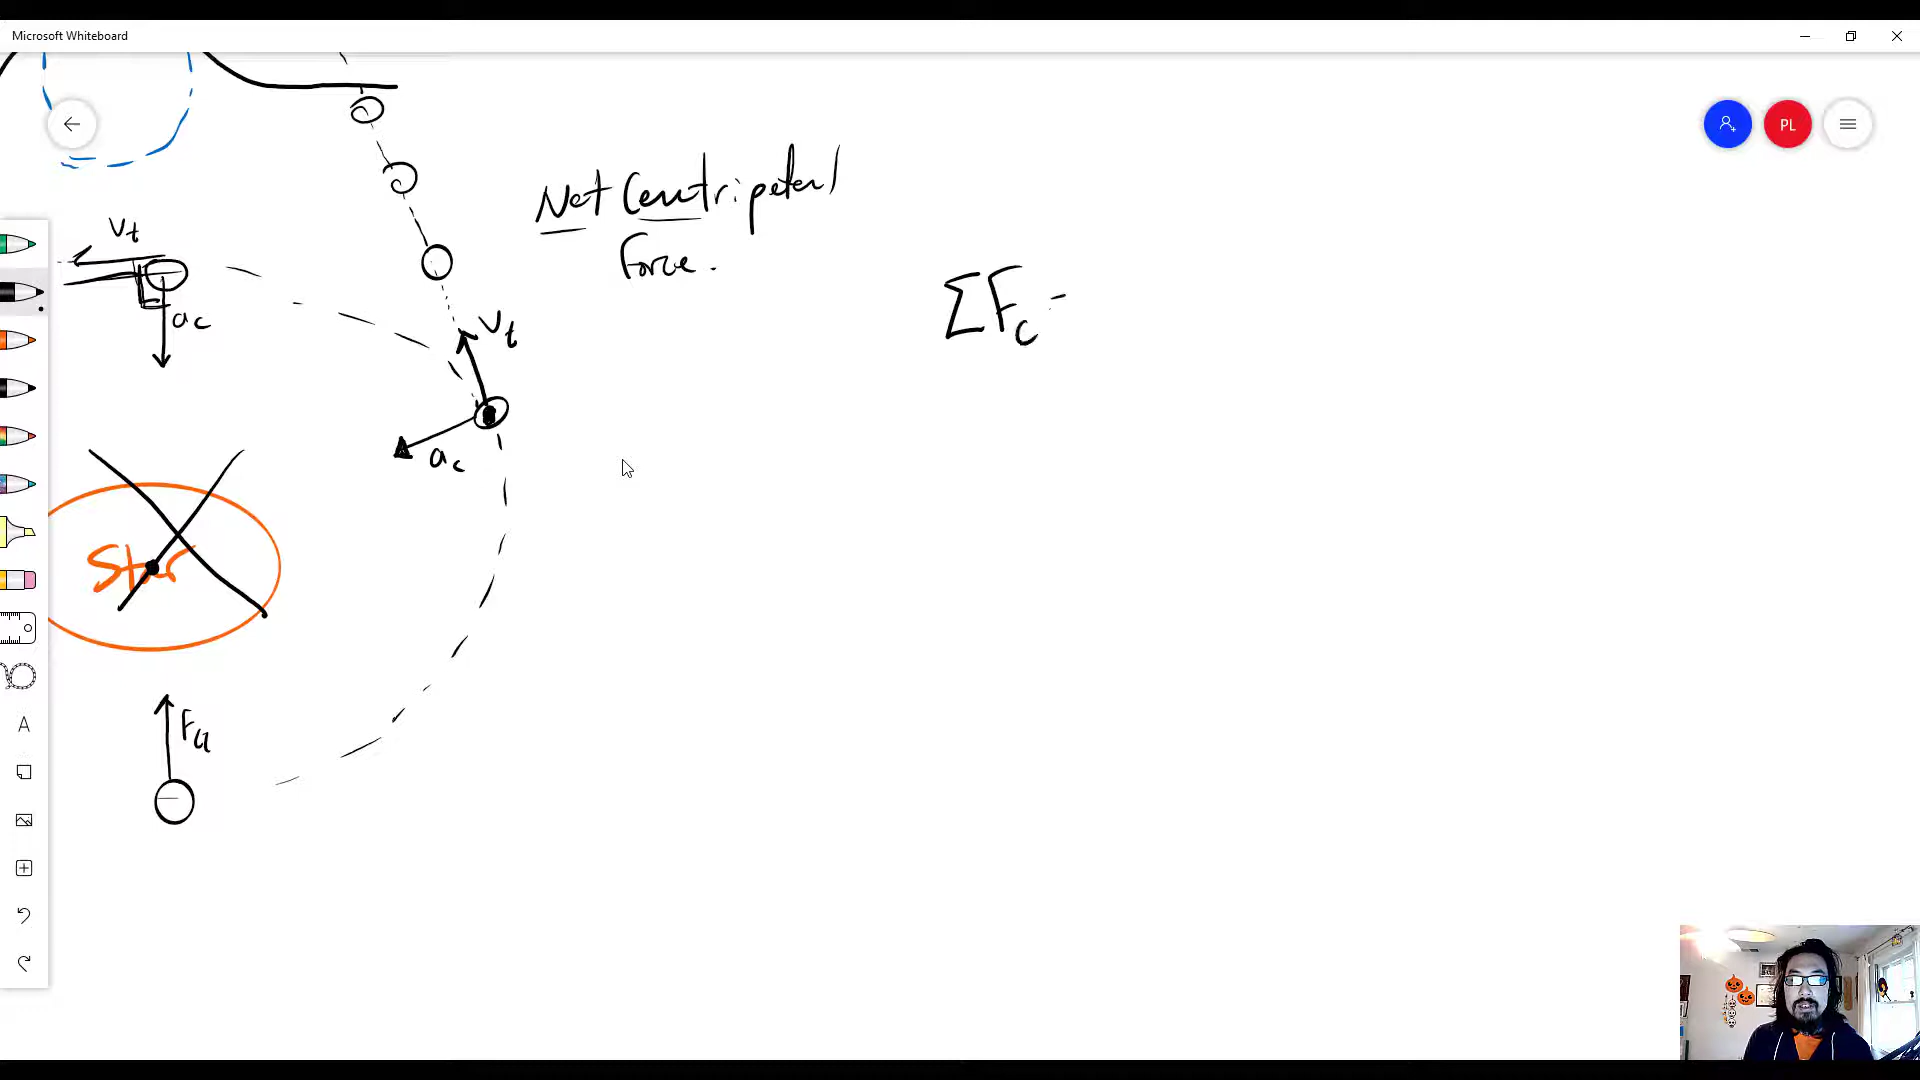 Microsoft Whiteboard
PL
Net Centripetal
Force.
Vt
ac
ΣFc -
Vt
ac
Star
FG
A